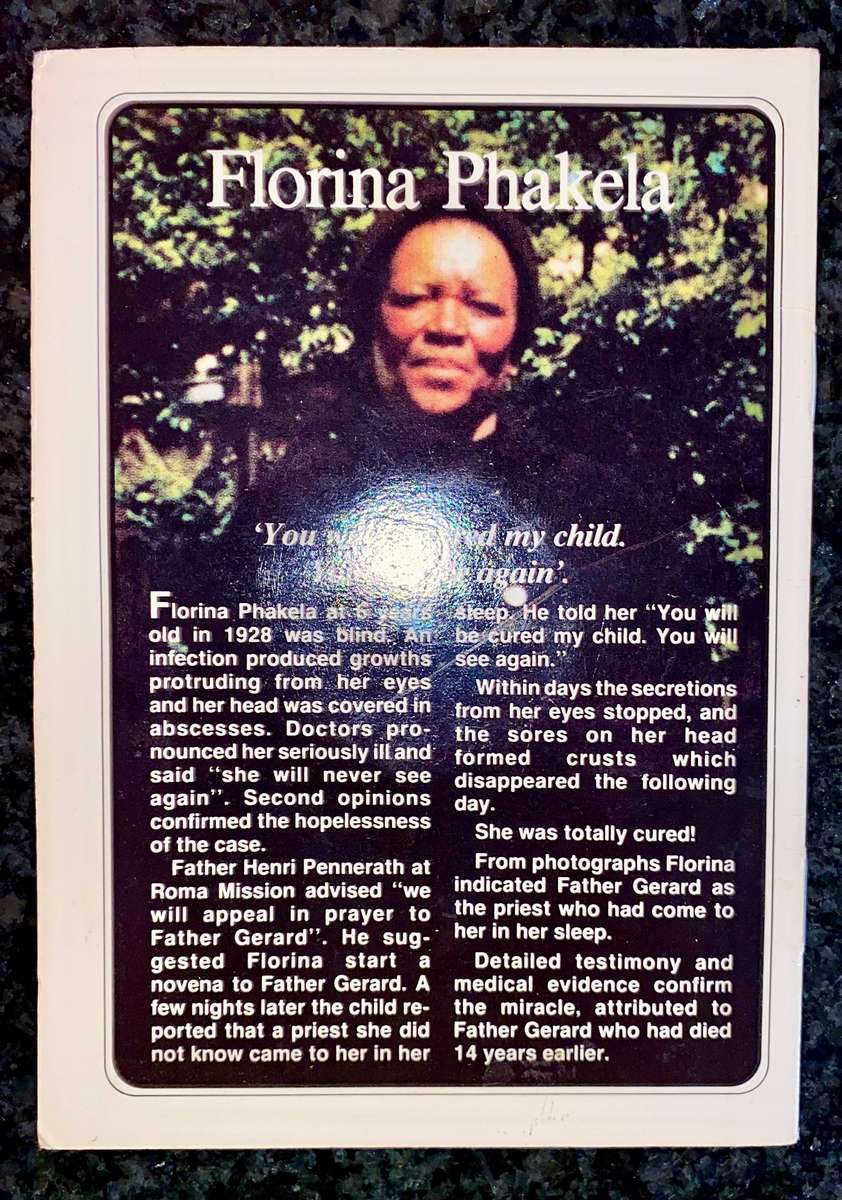 Florina Phakela
'You w ed my child.
again'.
Florina Phakela at 6 years
old in 1928 was blind. An
infection produced growths
protruding from her eyes
and her head was covered in
abscesses. Doctors pro-
nounced her seriously ill and
said "she will never see
again". Second opinions
confirmed the hopelessness
of the case.
Father Henri Pennerath at
Roma Mission advised "we
will appeal in prayer to
Father Gerard". He sug-
gested Florina start a
novena to Father Gerard. A
few nights later the child re-
ported that a priest she did
not know came to her in her
sleep. He told her "You will
be cured my child. You will
see again."
Within days the secretions
from her eyes stopped, and
the sores on her head
formed crusts which
disappeared the following
day.
She was totally cured!
From photographs Florina
indicated Father Gerard as
the priest who had come to
her in her sleep.
Detailed testimony and
medical evidence confirm
the miracle, attributed to
Father Gerard who had died
14 years earlier.